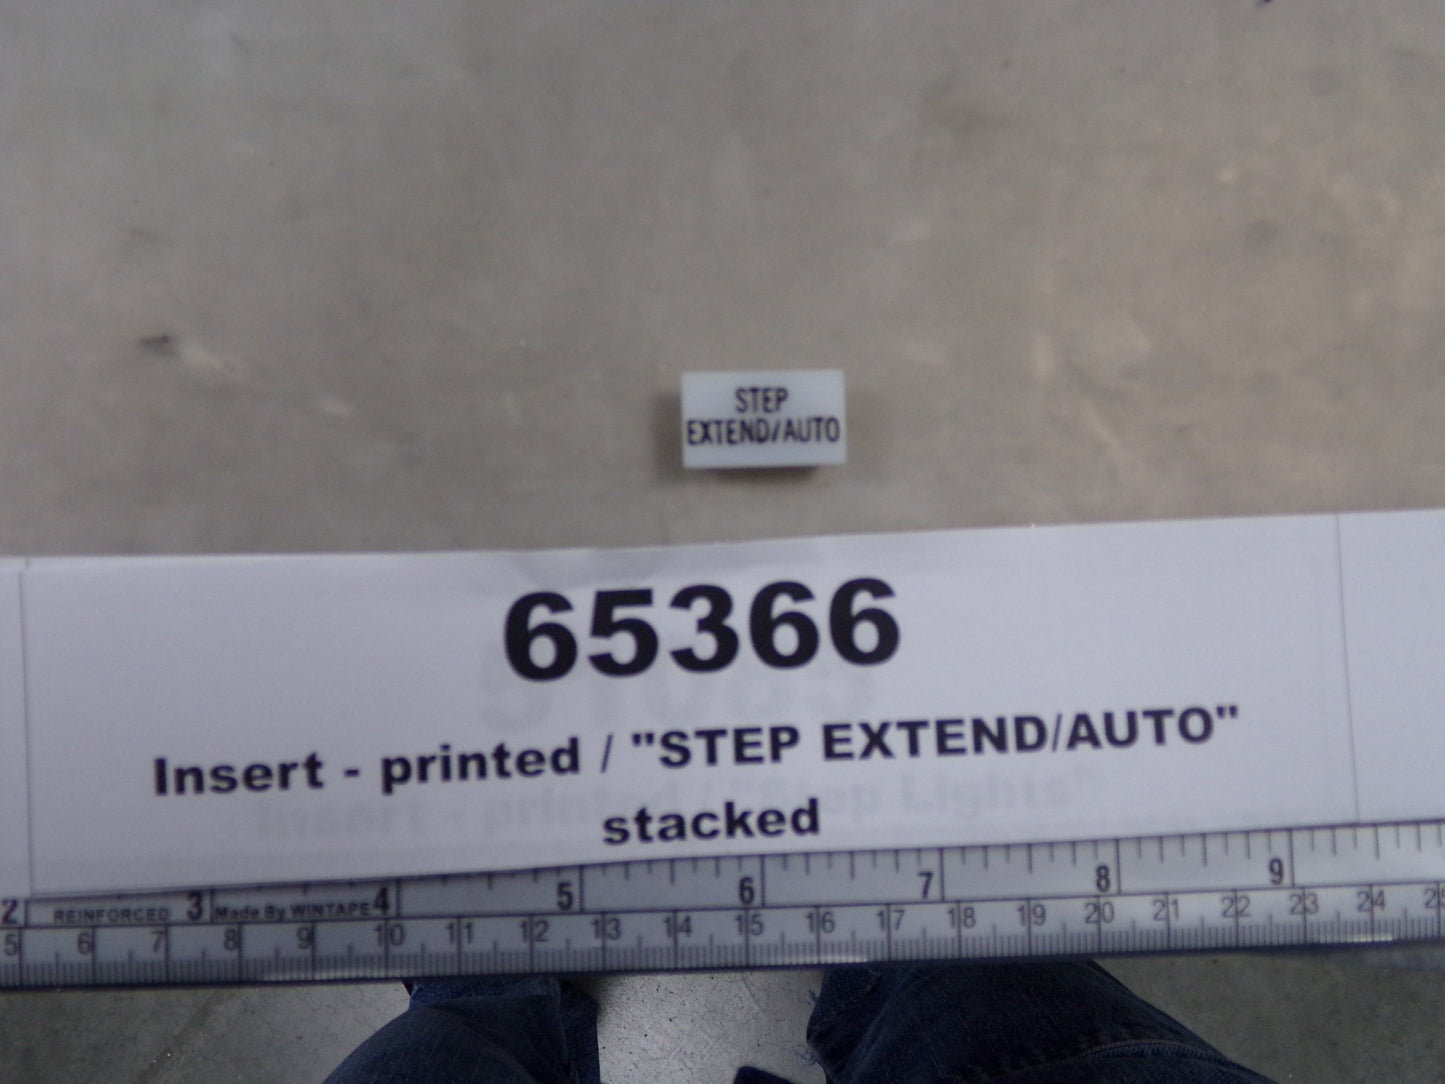 STEP
EXTEND/AUTO
65366
Insert - printed / "STEP EXTEND/AUTO"
stacked
2 REINFORCED 3 Made By WINTAPE 4 5 6 7 8 9
5 6 7 8 9 10 11 12 13 14 15 16 17 18 19 20 21 22 23 24